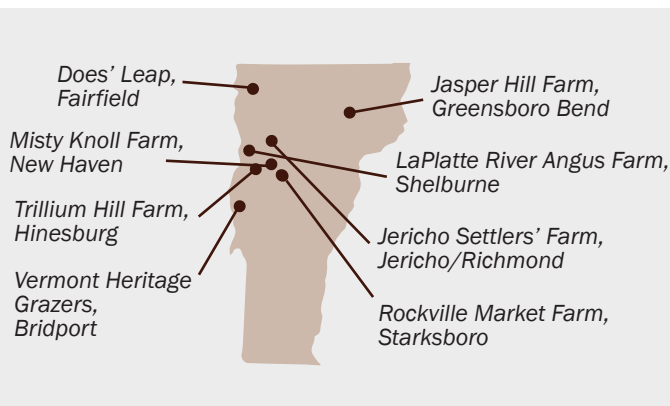 Does’ Leap,
Fairfield
Misty Knoll Farm,
New Haven
Trillium Hill Farm,
Hinesburg
Vermont Heritage
Grazers,
Bridport
Jasper Hill Farm,
Greensboro Bend
LaPlatte River Angus Farm,
Shelburne
Jericho Settlers’ Farm,
Jericho/Richmond
Rockville Market Farm,
Starksboro